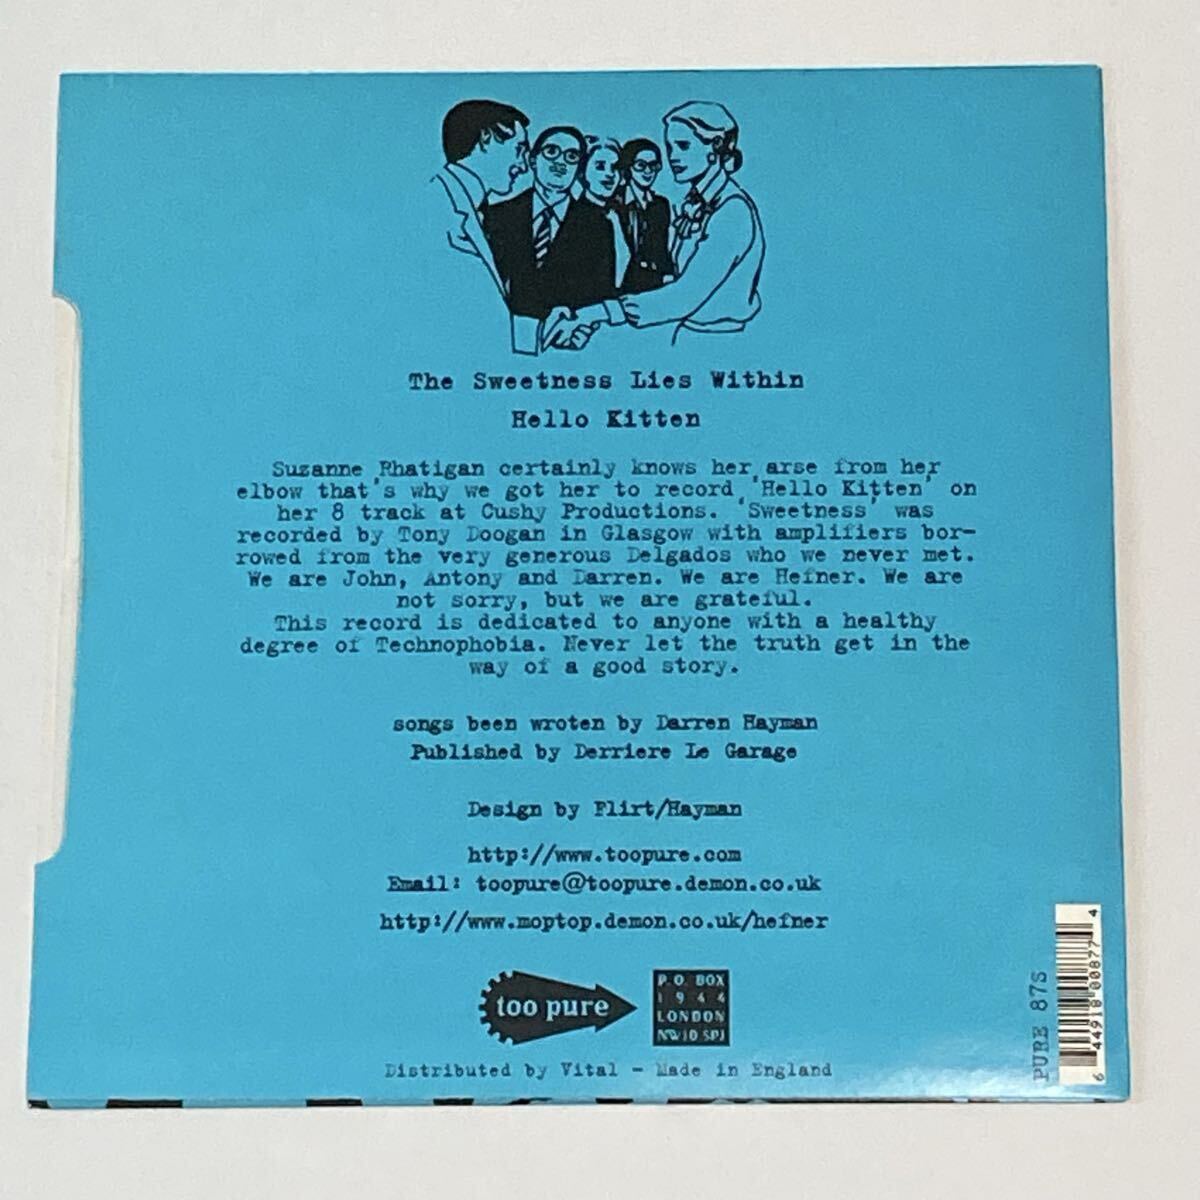 The Sweetness Lies Within
Hello Kitten
Suzanne Rhatigan certainly knows her arse from her
elbow that's why we got her to record 'Hello Kitten' on
her 8 track at Cushy Productions. 'Sweetness' was
recorded by Tony Doogan in Glasgow with amplifiers bor-
rowed from the very generous Delgados who we never met.
We are John, Antony and Darren. We are Hefner. We are
not sorry, but we are grateful.
This record is dedicated to anyone with a healthy
degree of Technophobia. Never let the truth get in the
way of a good story.
songs been wroten by Darren Hayman
Published by Derriere Le Garage
Design by Flirt/Hayman
http://www.toopure.com
Email: toopure@toopure.demon.co.uk
http://www.moptop.demon.co.uk/hefner
too pure
P.O. BOX
1944
LONDON
NW10 5PJ
Distributed by Vital - Made in England
PURE 87S
6 44918 00877 4